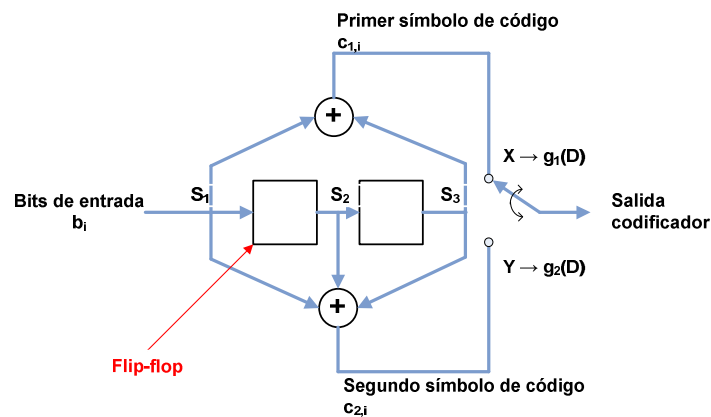 Primer símbolo de código
c1,i
+
X → g1(D)
Bits de entrada
bi
S1
S2
S3
Salida
codificador
Y → g2(D)
+
Flip-flop
Segundo símbolo de código
c2,i